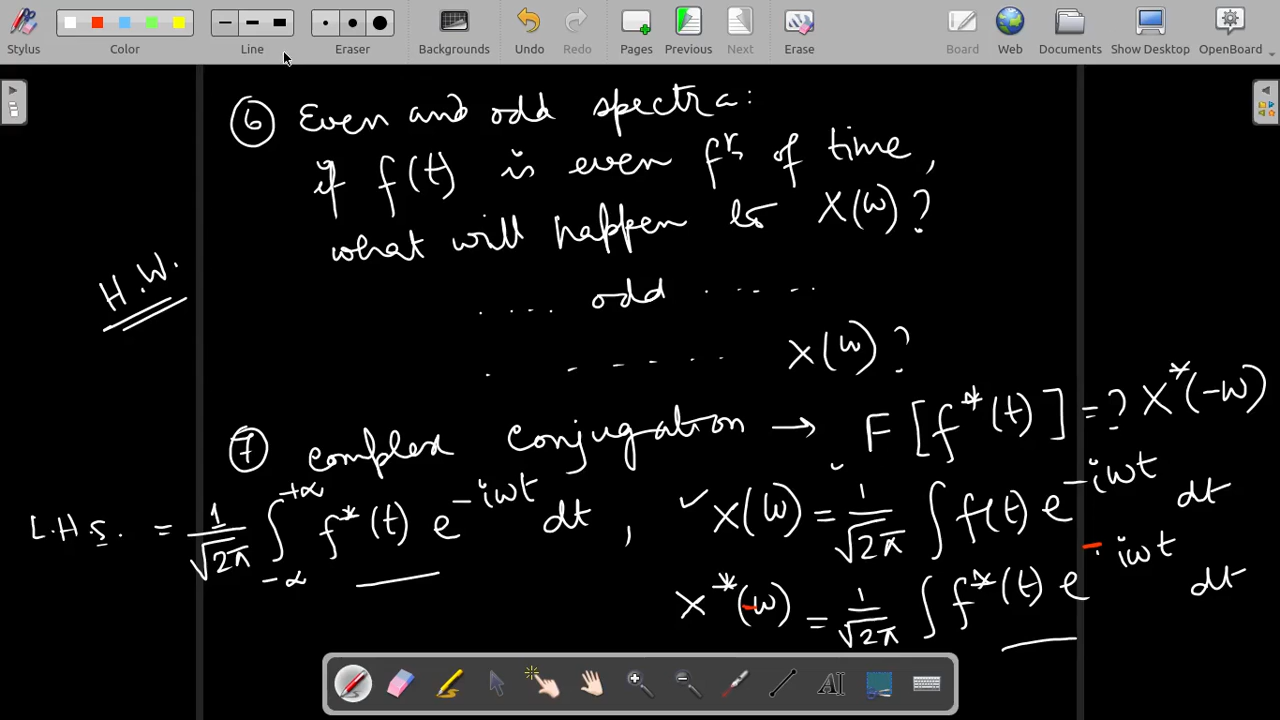 Stylus Color Line Eraser Backgrounds Undo Redo Pages Previous Next Erase Board Web Documents Show Desktop OpenBoard
⑥ Even and odd spectra:
if f(t) is even fⁿ of time,
what will happen to X(ω)?
H.W.
.... odd .....
. ...... X(ω)?
⑦ complex conjugation → F[f*(t)] = ? X*(-ω)
L.H.S. = 1/√2π ∫_{-α}^{+α} f*(t) e^{-iωt} dt, ✓ X(ω) = 1/√2π ∫ f(t) e^{-iωt} dt
X*(-ω) = 1/√2π ∫ f*(t) e^{-iωt} dt